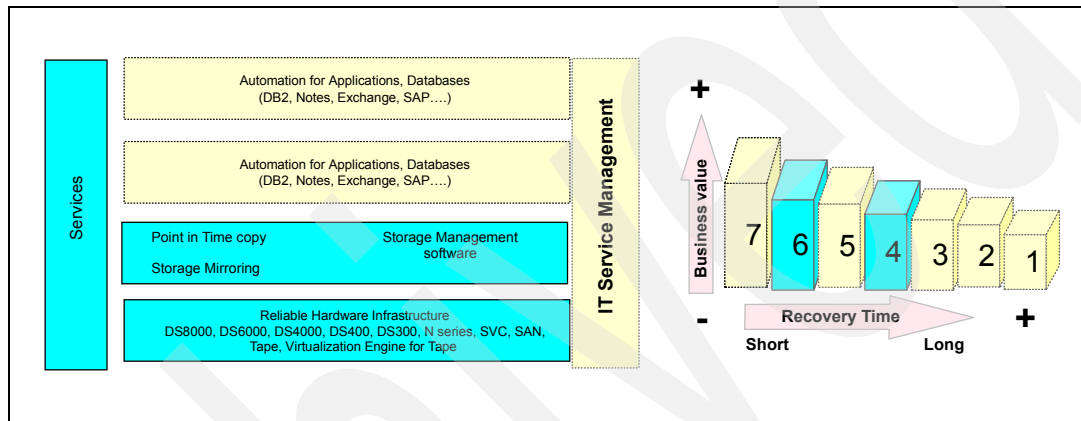 Services
Automation for Applications, Databases
(DB2, Notes, Exchange, SAP….)
Automation for Applications, Databases
(DB2, Notes, Exchange, SAP….)
Point in Time copy
Storage Management
software
Storage Mirroring
Reliable Hardware Infrastructure
DS8000, DS6000, DS4000, DS400, DS300, N series, SVC, SAN,
Tape, Virtualization Engine for Tape
IT Service Management
+
Business value
-
7
6
5
4
3
2
1
Recovery Time
+
Short
Long